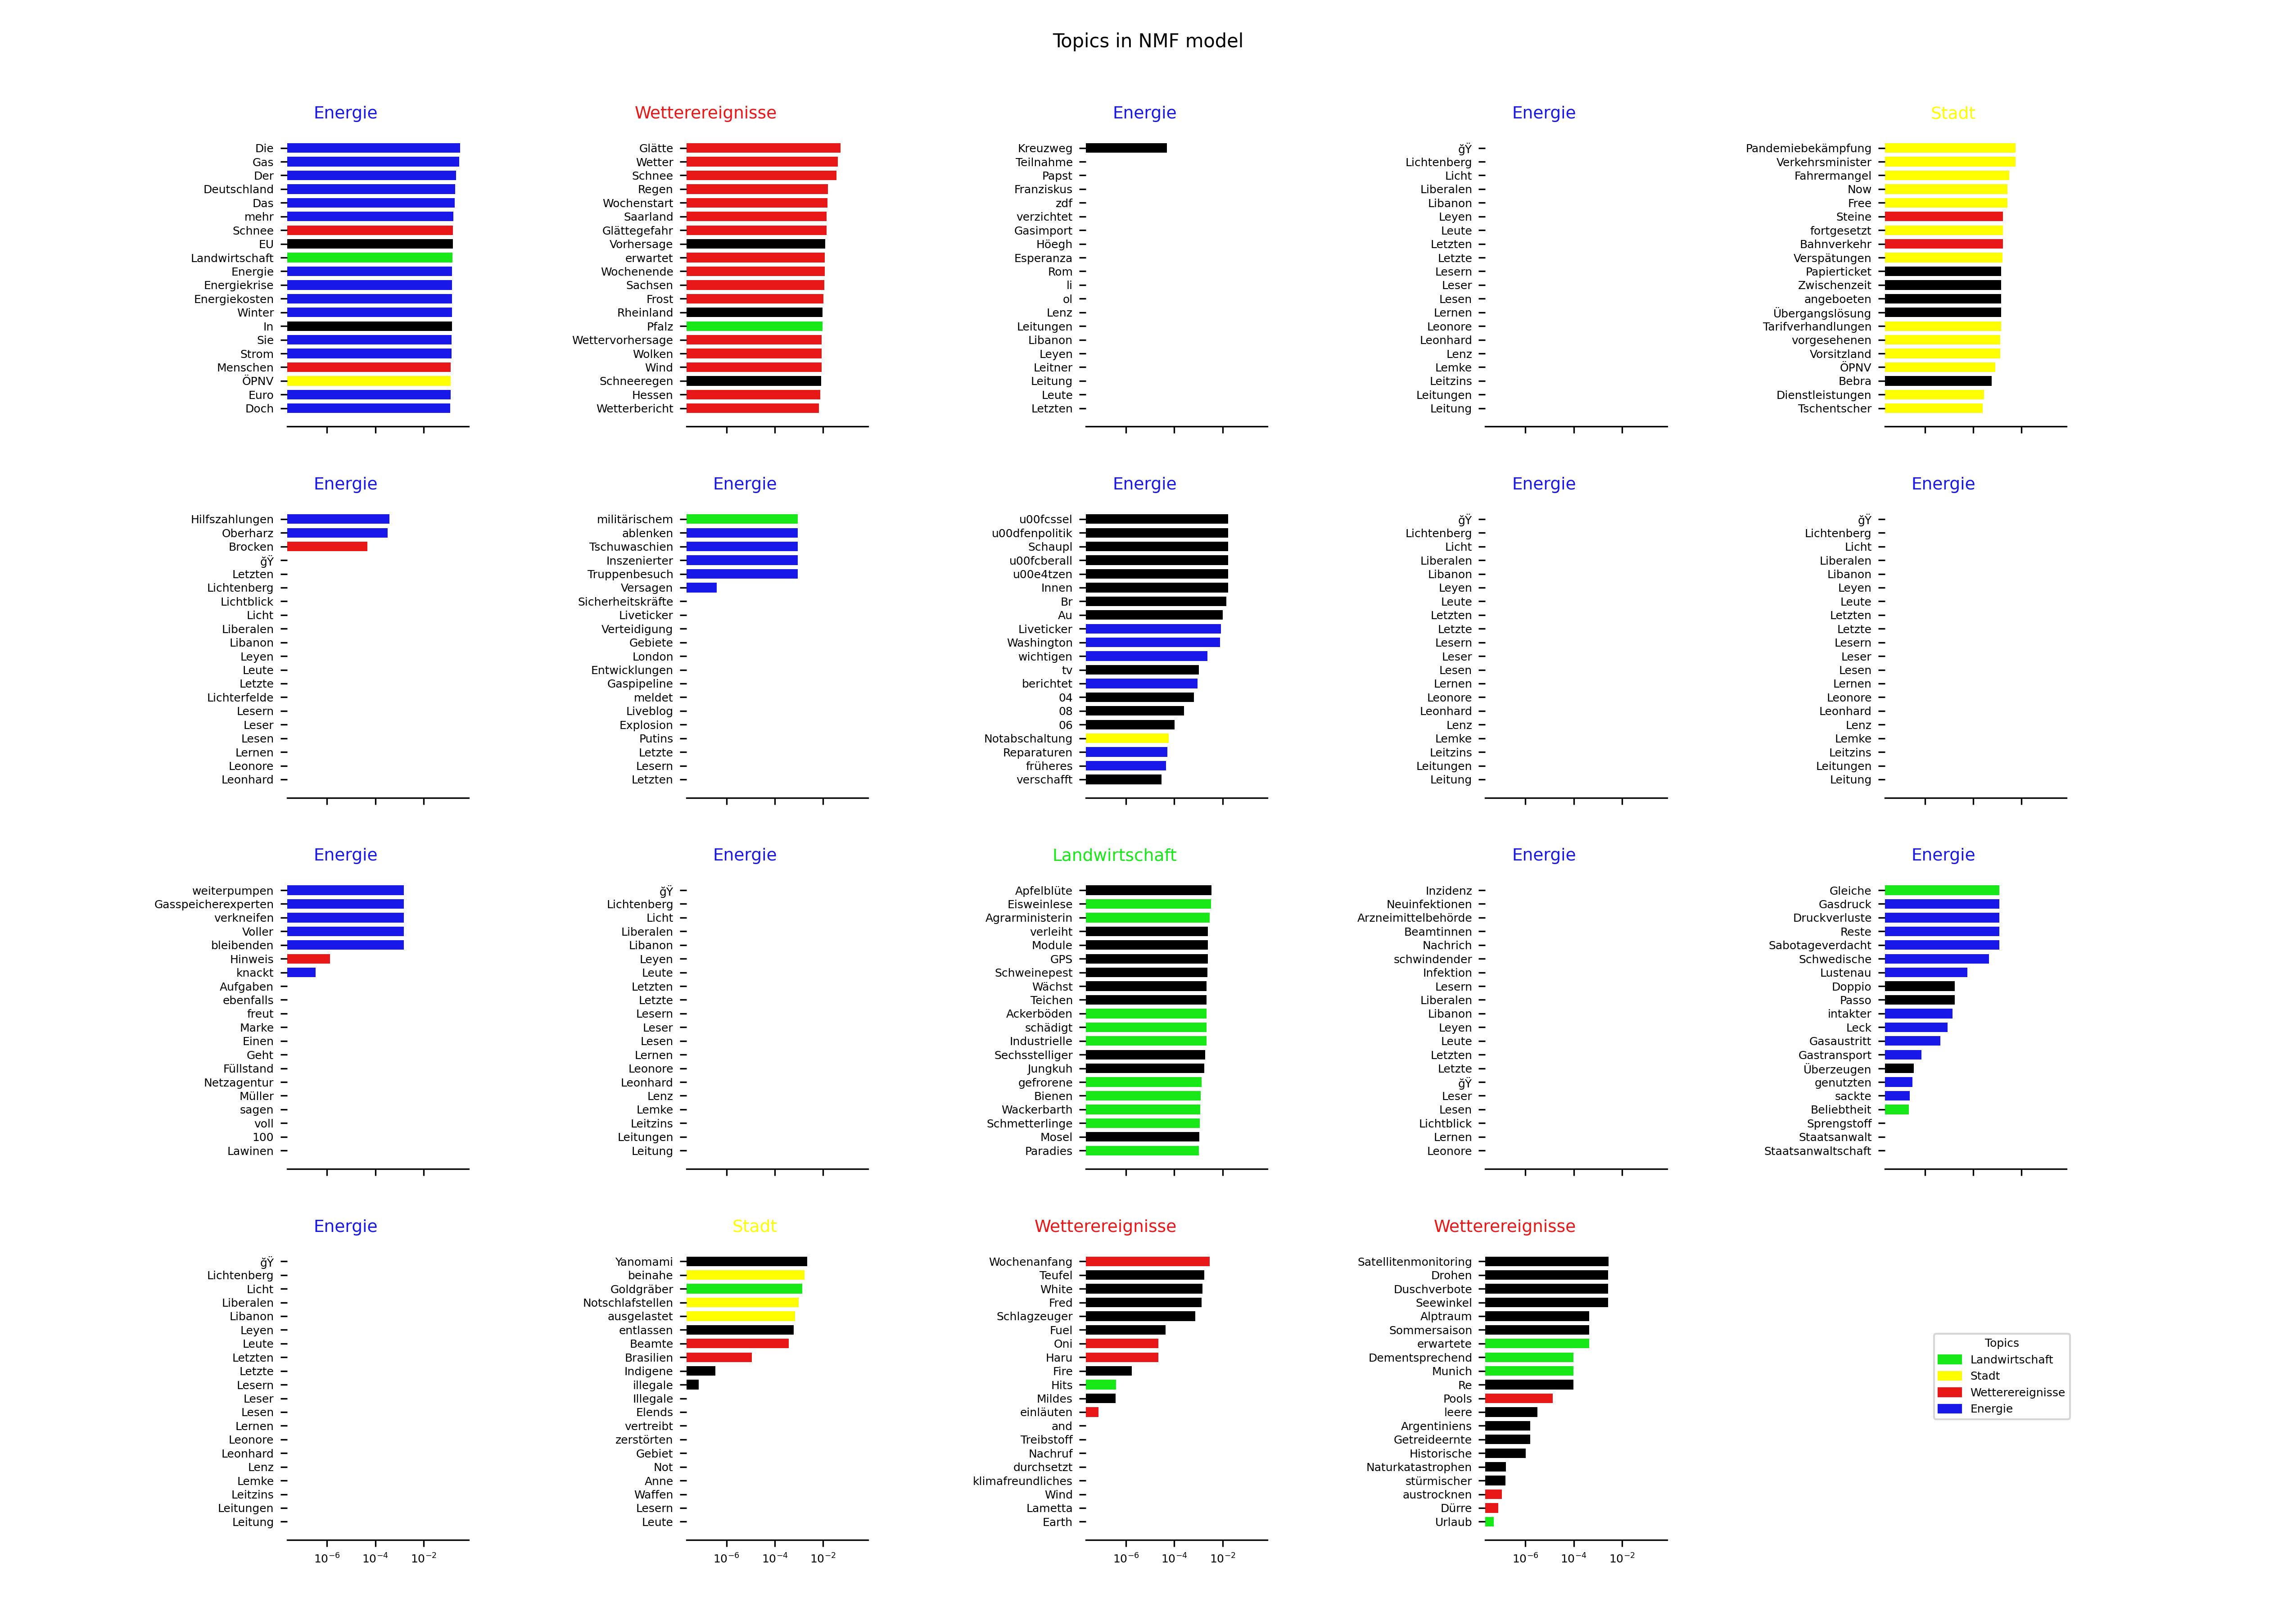 Topics in NMF model
Energie
Die
Gas
Der
Deutschland
Das
mehr
Schnee
EU
Landwirtschaft
Energie
Energiekrise
Energiekosten
Winter
In
Sie
Strom
Menschen
ÖPNV
Euro
Doch
Wetterereignisse
Glätte
Wetter
Schnee
Regen
Wochenstart
Saarland
Glättegefahr
Vorhersage
erwartet
Wochenende
Sachsen
Frost
Rheinland
Pfalz
Wettervorhersage
Wolken
Wind
Schneeregen
Hessen
Wetterbericht
Energie
Kreuzweg
Teilnahme
Papst
Franziskus
zdf
verzichtet
Gasimport
Höegh
Esperanza
Rom
li
ol
Lenz
Leitungen
Libanon
Leyen
Leitner
Leitung
Leute
Letzten
Energie
ğŸ
Lichtenberg
Licht
Liberalen
Libanon
Leyen
Leute
Letzten
Letzte
Lesern
Leser
Lesen
Lernen
Leonore
Leonhard
Lenz
Lemke
Leitzins
Leitungen
Leitung
Stadt
Pandemiebekämpfung
Verkehrsminister
Fahrermangel
Now
Free
Steine
fortgesetzt
Bahnverkehr
Verspätungen
Papierticket
Zwischenzeit
angeboeten
Übergangslösung
Tarifverhandlungen
vorgesehenen
Vorsitzland
ÖPNV
Bebra
Dienstleistungen
Tschentscher
Energie
Hilfszahlungen
Oberharz
Brocken
ğŸ
Letzten
Lichtenberg
Lichtblick
Licht
Liberalen
Libanon
Leyen
Leute
Letzte
Lichterfelde
Lesern
Leser
Lesen
Lernen
Leonore
Leonhard
Energie
militärischem
ablenken
Tschuwaschien
Inszenierter
Truppenbesuch
Versagen
Sicherheitskräfte
Liveticker
Verteidigung
Gebiete
London
Entwicklungen
Gaspipeline
meldet
Liveblog
Explosion
Putins
Letzte
Lesern
Letzten
Energie
u00fcssel
u00dfenpolitik
Schaupl
u00fcberall
u00e4tzen
Innen
Br
Au
Liveticker
Washington
wichtigen
tv
berichtet
04
08
06
Notabschaltung
Reparaturen
früheres
verschafft
Energie
ğŸ
Lichtenberg
Licht
Liberalen
Libanon
Leyen
Leute
Letzten
Letzte
Lesern
Leser
Lesen
Lernen
Leonore
Leonhard
Lenz
Lemke
Leitzins
Leitungen
Leitung
Energie
ğŸ
Lichtenberg
Licht
Liberalen
Libanon
Leyen
Leute
Letzten
Letzte
Lesern
Leser
Lesen
Lernen
Leonore
Leonhard
Lenz
Lemke
Leitzins
Leitungen
Leitung
Energie
weiterpumpen
Gasspeicherexperten
verkneifen
Voller
bleibenden
Hinweis
knackt
Aufgaben
ebenfalls
freut
Marke
Einen
Geht
Füllstand
Netzagentur
Müller
sagen
voll
100
Lawinen
Energie
ğŸ
Lichtenberg
Licht
Liberalen
Libanon
Leyen
Leute
Letzten
Letzte
Lesern
Leser
Lesen
Lernen
Leonore
Leonhard
Lenz
Lemke
Leitzins
Leitungen
Leitung
Landwirtschaft
Apfelblüte
Eisweinlese
Agrarministerin
verleiht
Module
GPS
Schweinepest
Wächst
Teichen
Ackerböden
schädigt
Industrielle
Sechsstelliger
Jungkuh
gefrorene
Bienen
Wackerbarth
Schmetterlinge
Mosel
Paradies
Energie
Inzidenz
Neuinfektionen
Arzneimittelbehörde
Beamtinnen
Nachrich
schwindender
Infektion
Lesern
Liberalen
Libanon
Leyen
Leute
Letzten
Letzte
ğŸ
Leser
Lesen
Lichtblick
Lernen
Leonore
Energie
Gleiche
Gasdruck
Druckverluste
Reste
Sabotageverdacht
Schwedische
Lustenau
Doppio
Passo
intakter
Leck
Gasaustritt
Gastransport
Überzeugen
genutzten
sackte
Beliebtheit
Sprengstoff
Staatsanwalt
Staatsanwaltschaft
Energie
ğŸ
Lichtenberg
Licht
Liberalen
Libanon
Leyen
Leute
Letzten
Letzte
Lesern
Leser
Lesen
Lernen
Leonore
Leonhard
Lenz
Lemke
Leitzins
Leitungen
Leitung
10⁻⁶ 10⁻⁴ 10⁻²
Stadt
Yanomami
beinahe
Goldgräber
Notschlafstellen
ausgelastet
entlassen
Beamte
Brasilien
Indigene
illegale
Illegale
Elends
vertreibt
zerstörten
Gebiet
Not
Anne
Waffen
Lesern
Leute
10⁻⁶ 10⁻⁴ 10⁻²
Wetterereignisse
Wochenanfang
Teufel
White
Fred
Schlagzeuger
Fuel
Oni
Haru
Fire
Hits
Mildes
einläuten
and
Treibstoff
Nachruf
durchsetzt
klimafreundliches
Wind
Lametta
Earth
10⁻⁶ 10⁻⁴ 10⁻²
Wetterereignisse
Satellitenmonitoring
Drohen
Duschverbote
Seewinkel
Alptraum
Sommersaison
erwartete
Dementsprechend
Munich
Re
Pools
leere
Argentiniens
Getreideernte
Historische
Naturkatastrophen
stürmischer
austrocknen
Dürre
Urlaub
10⁻⁶ 10⁻⁴ 10⁻²
Topics
Landwirtschaft
Stadt
Wetterereignisse
Energie